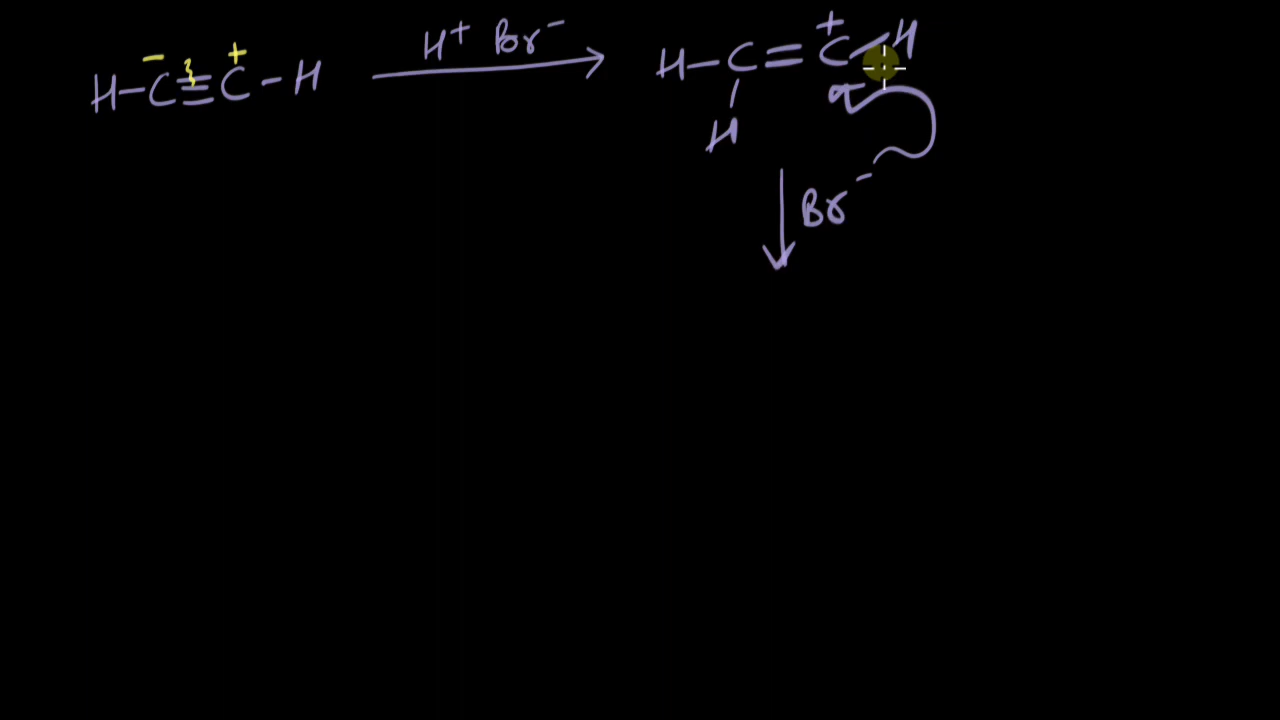 H–C≡C–H
− +
H⁺ Br⁻
H–C=C–H
+
H
Br⁻